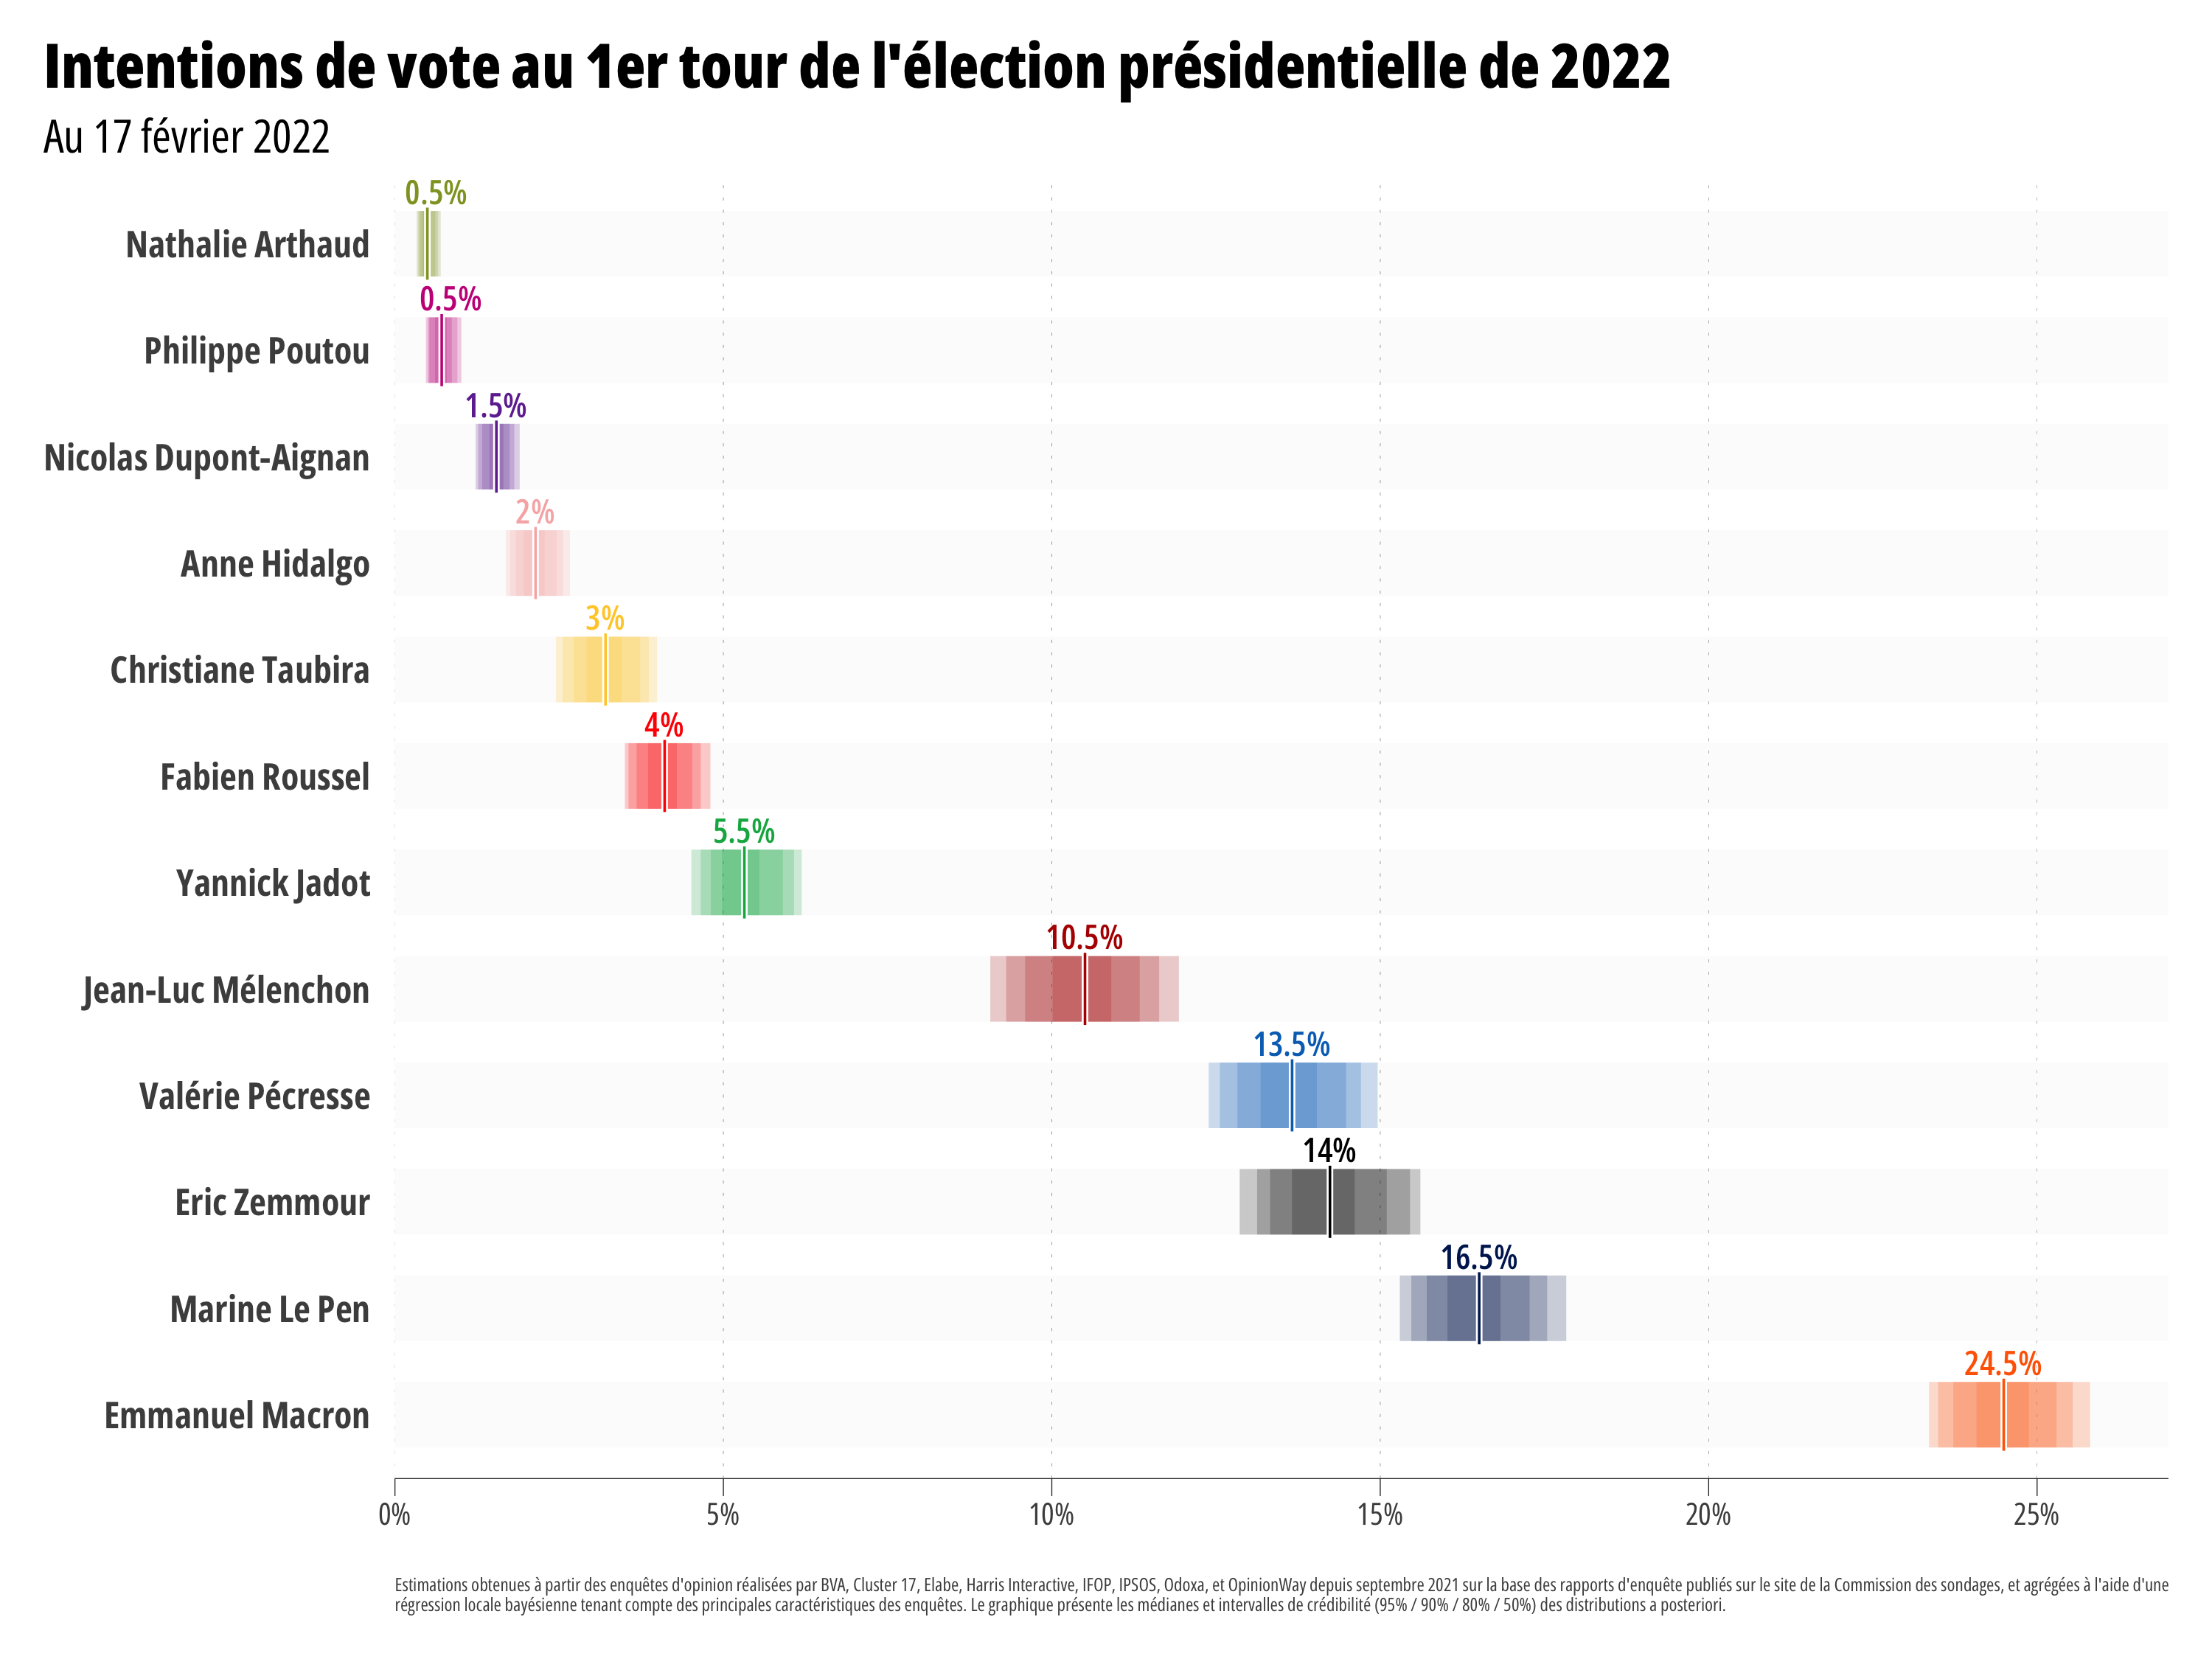 Intentions de vote au 1er tour de l'élection présidentielle de 2022
Au 17 février 2022
0.5%
Nathalie Arthaud
0.5%
Philippe Poutou
1.5%
Nicolas Dupont-Aignan
2%
Anne Hidalgo
3%
Christiane Taubira
4%
Fabien Roussel
5.5%
Yannick Jadot
10.5%
Jean-Luc Mélenchon
13.5%
Valérie Pécresse
14%
Eric Zemmour
16.5%
Marine Le Pen
24.5%
Emmanuel Macron
0% 5% 10% 15% 20% 25%
Estimations obtenues à partir des enquêtes d'opinion réalisées par BVA, Cluster 17, Elabe, Harris Interactive, IFOP, IPSOS, Odoxa, et OpinionWay depuis septembre 2021 sur la base des rapports d'enquête publiés sur le site de la Commission des sondages, et agrégées à l'aide d'une
régression locale bayésienne tenant compte des principales caractéristiques des enquêtes. Le graphique présente les médianes et intervalles de crédibilité (95% / 90% / 80% / 50%) des distributions a posteriori.